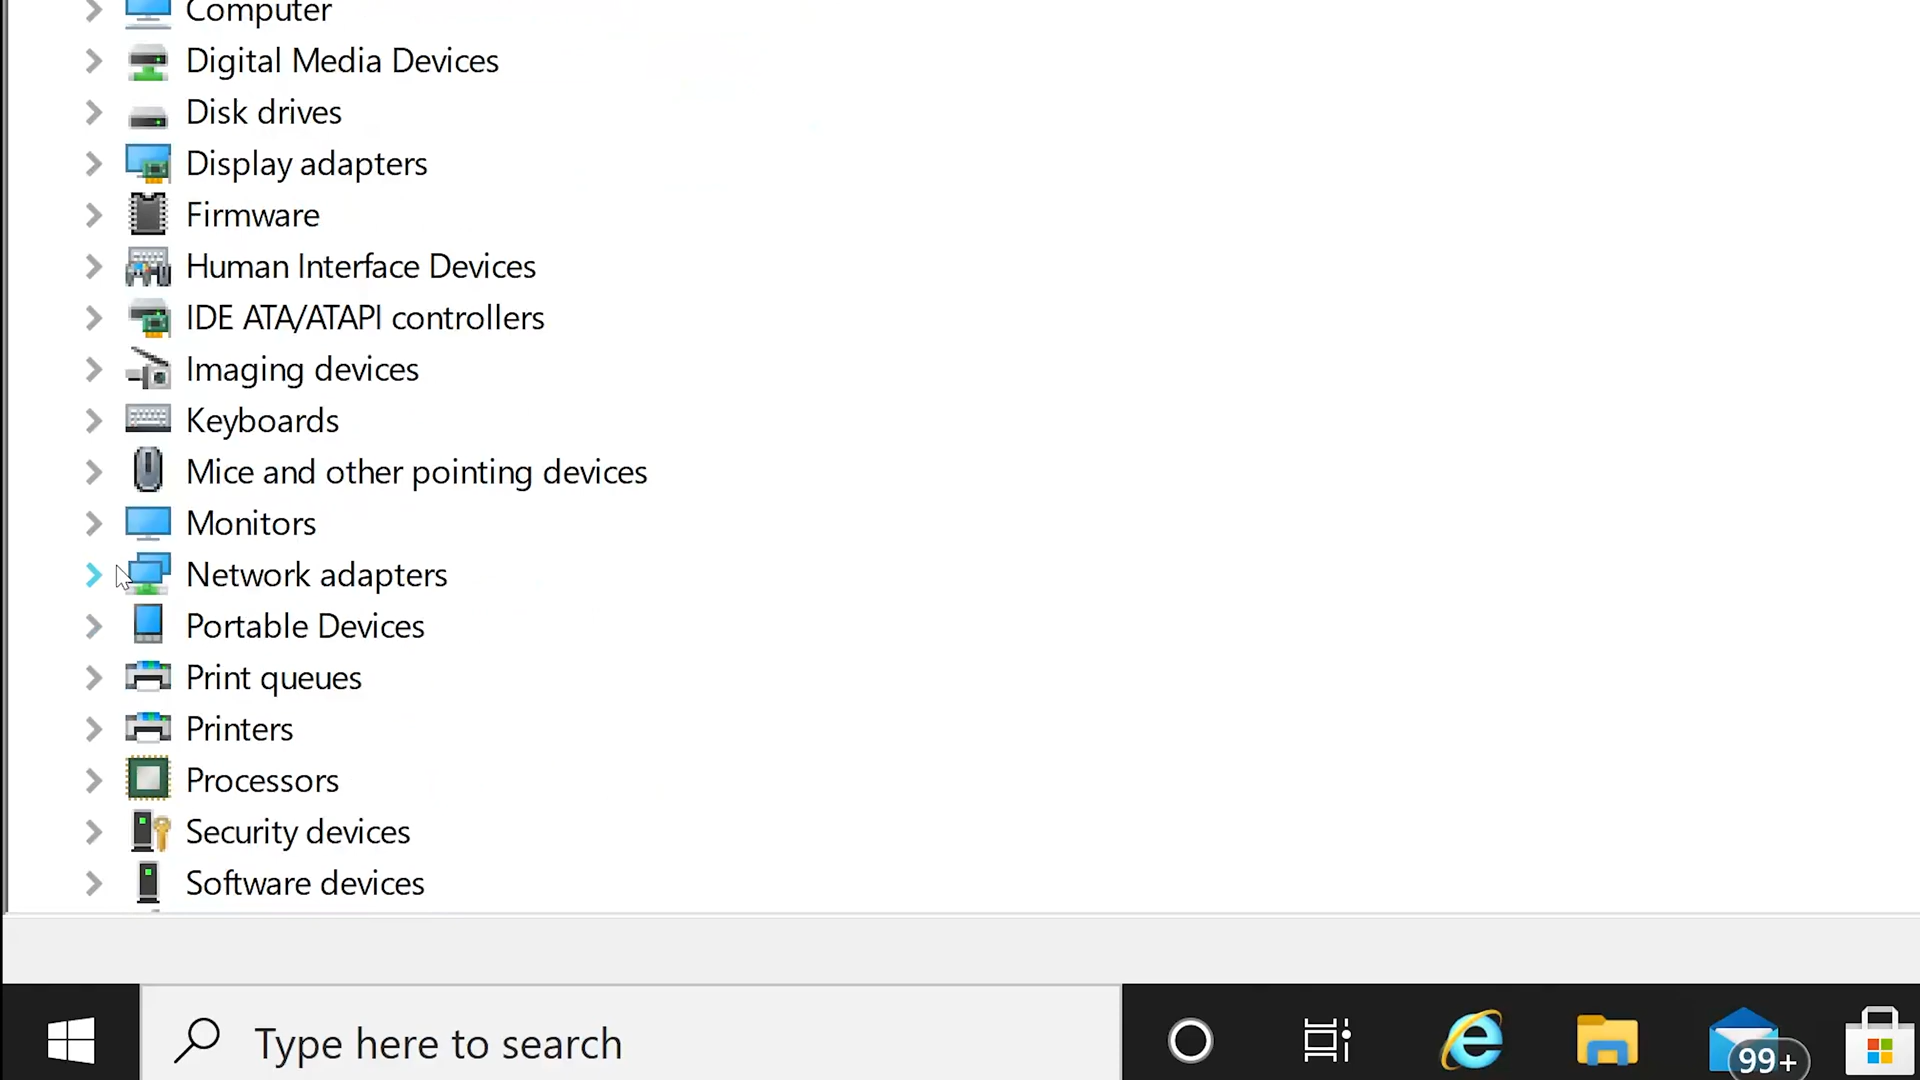 Computer
Digital Media Devices
Disk drives
Display adapters
Firmware
Human Interface Devices
IDE ATA/ATAPI controllers
Imaging devices
Keyboards
Mice and other pointing devices
Monitors
Network adapters
Portable Devices
Print queues
Printers
Processors
Security devices
Software devices
Type here to search
99+